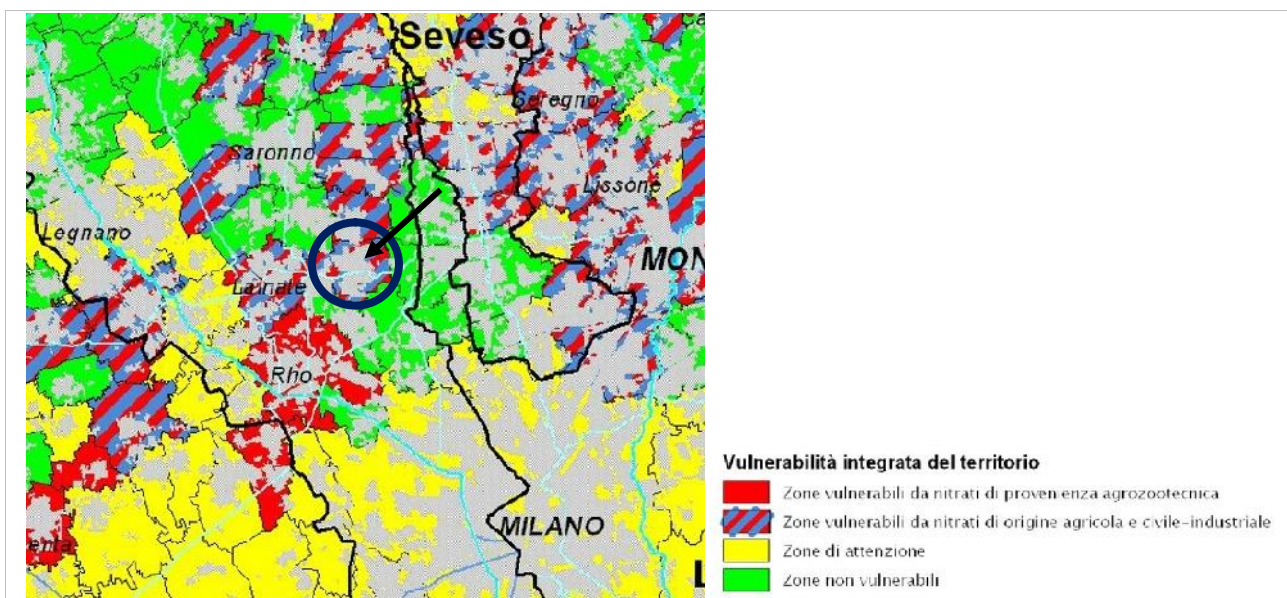 Seveso
Seregno
Saronno
Lissone
Legnano
MON
Lainate
Rho
MILANO
enta
L
Vulnerabilità integrata del territorio
Zone vulnerabili da nitrati di provenienza agrozootecnica
Zone vulnerabili da nitrati di origine agricola e civile-industriale
Zone di attenzione
Zone non vulnerabili